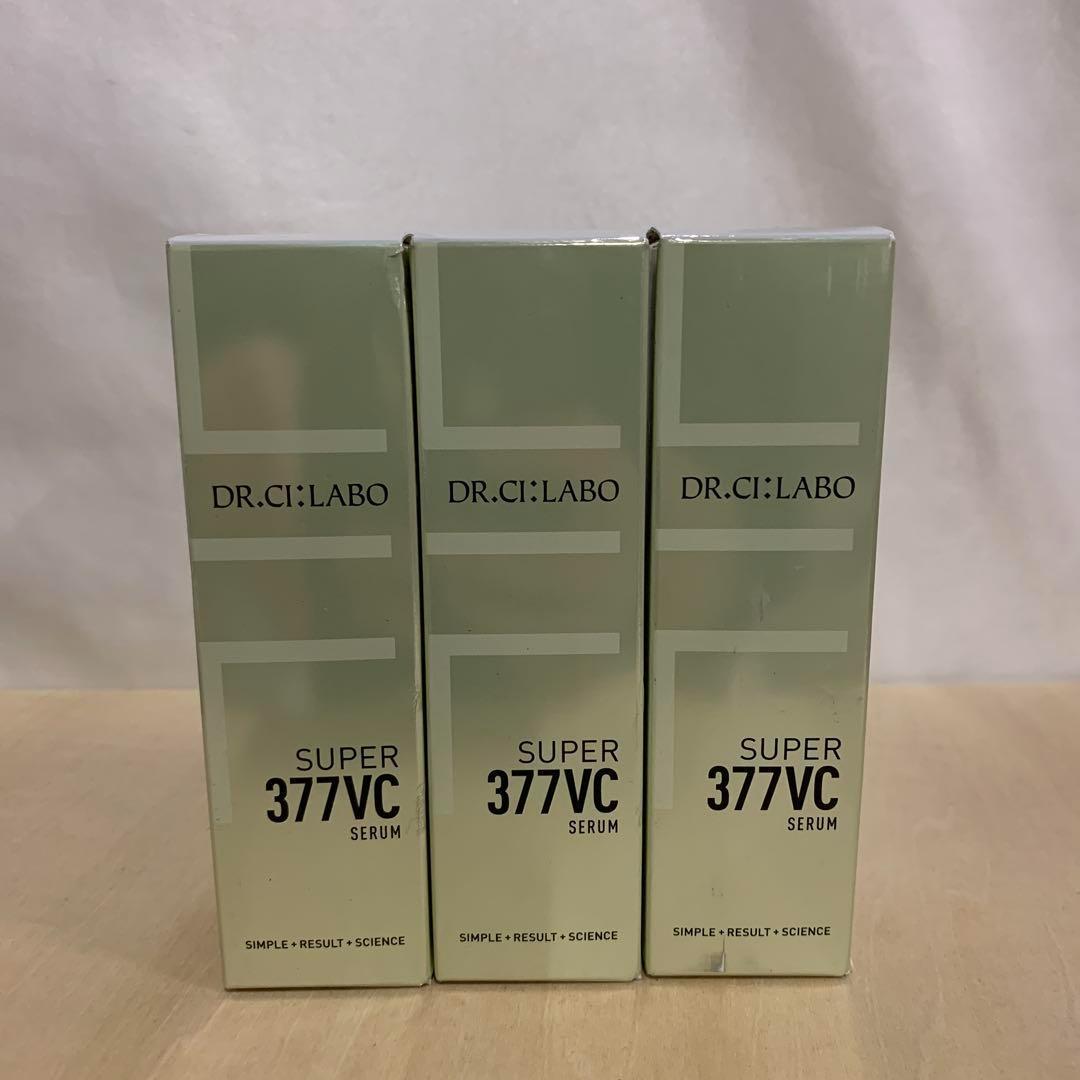 DR.CI:LABO
SUPER
377VC
SERUM
SIMPLE+RESULT+SCIENCE
DR.CI:LABO
SUPER
377VC
SERUM
SIMPLE+RESULT+SCIENCE
DR.CI:LABO
SUPER
377VC
SERUM
SIMPLE+RESULT+SCIENCE